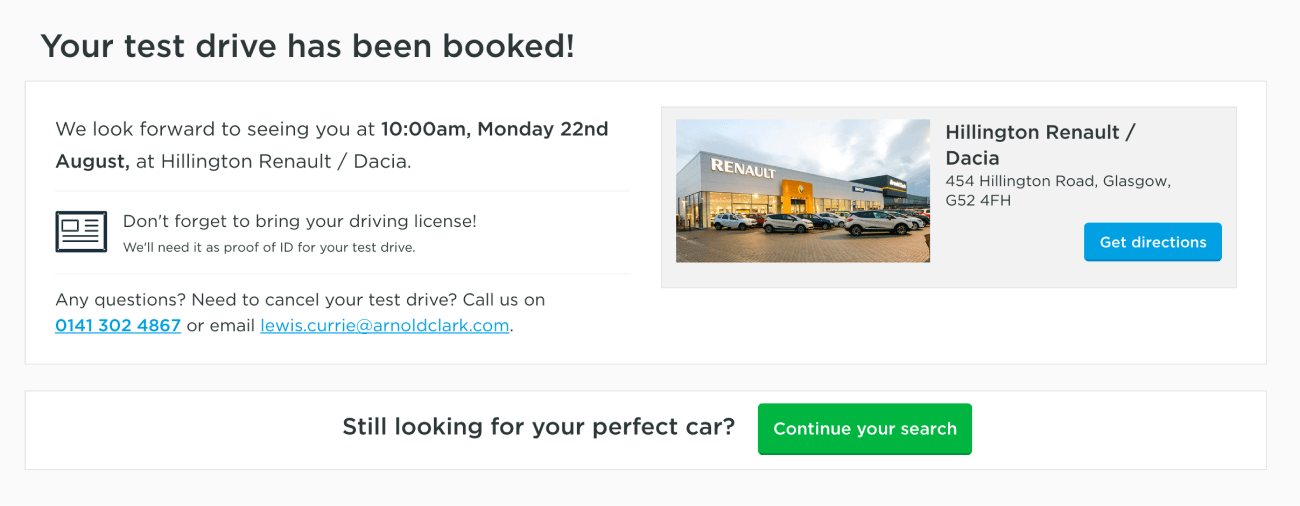 Your test drive has been booked!
We look forward to seeing you at 10:00am, Monday 22nd
August, at Hillington Renault / Dacia.
Don't forget to bring your driving license!
We'll need it as proof of ID for your test drive.
Any questions? Need to cancel your test drive? Call us on
0141 302 4867 or email lewis.currie@arnoldclark.com.
RENAULT
Hillington Renault /
Dacia
454 Hillington Road, Glasgow,
G52 4FH
Get directions
Still looking for your perfect car?
Continue your search